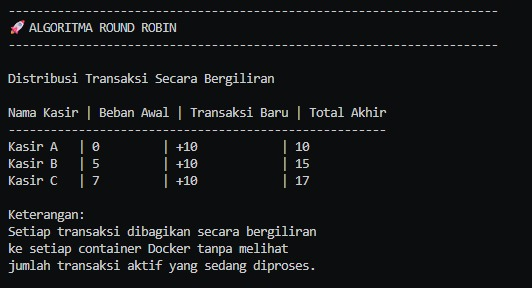 ----------------------------------------------------------------------
🚀 ALGORITMA ROUND ROBIN
----------------------------------------------------------------------
Distribusi Transaksi Secara Bergiliran
Nama Kasir | Beban Awal | Transaksi Baru | Total Akhir
------------------------------------------------------
Kasir A | 0 | +10 | 10
Kasir B | 5 | +10 | 15
Kasir C | 7 | +10 | 17
Keterangan:
Setiap transaksi dibagikan secara bergiliran
ke setiap container Docker tanpa melihat
jumlah transaksi aktif yang sedang diproses.